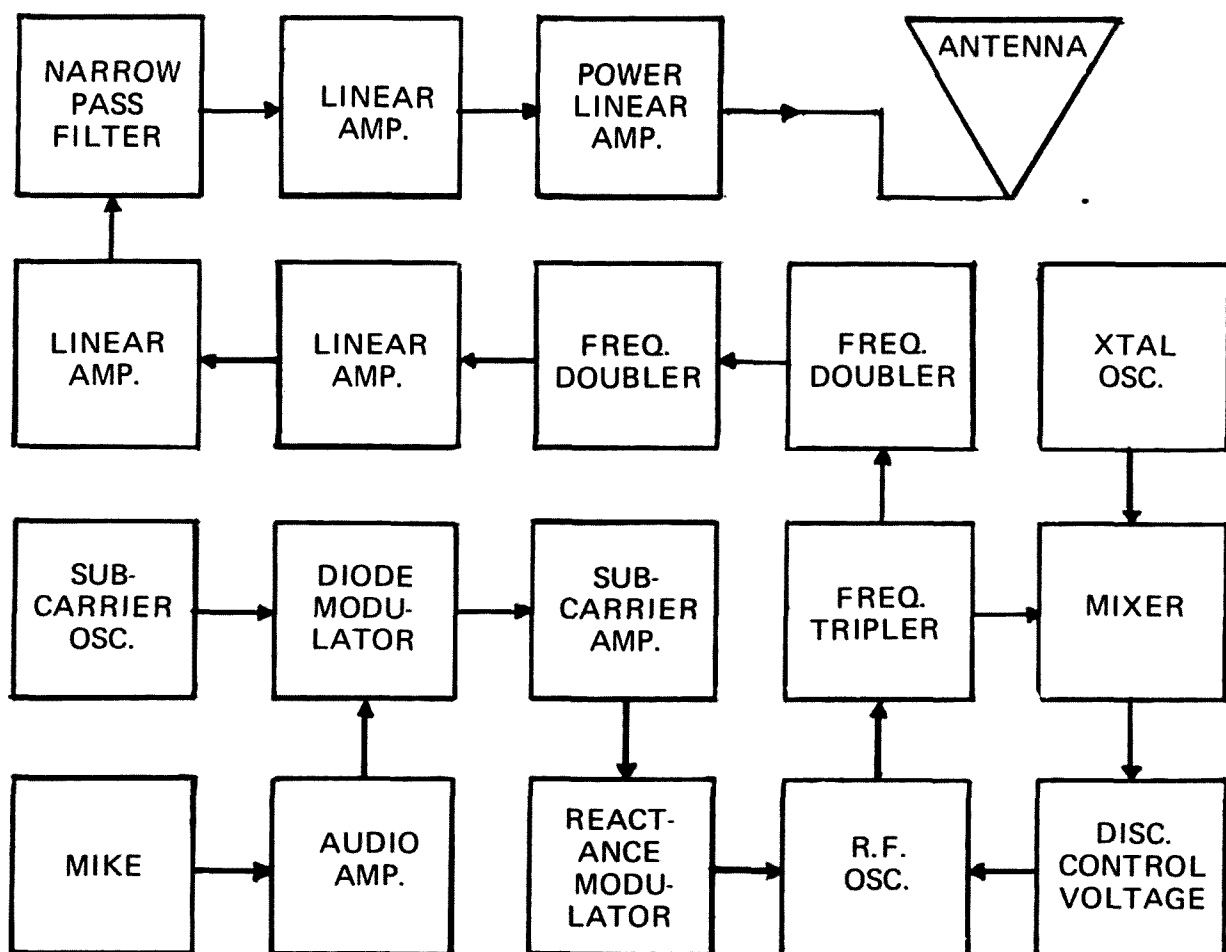 NARROW
PASS
FILTER
LINEAR
AMP.
POWER
LINEAR
AMP.
ANTENNA
LINEAR
AMP.
LINEAR
AMP.
FREQ.
DOUBLER
FREQ.
DOUBLER
XTAL
OSC.
SUB-
CARRIER
OSC.
DIODE
MODU-
LATOR
SUB-
CARRIER
AMP.
FREQ.
TRIPLER
MIXER
MIKE
AUDIO
AMP.
REACT-
ANCE
MODU-
LATOR
R.F.
OSC.
DISC.
CONTROL
VOLTAGE